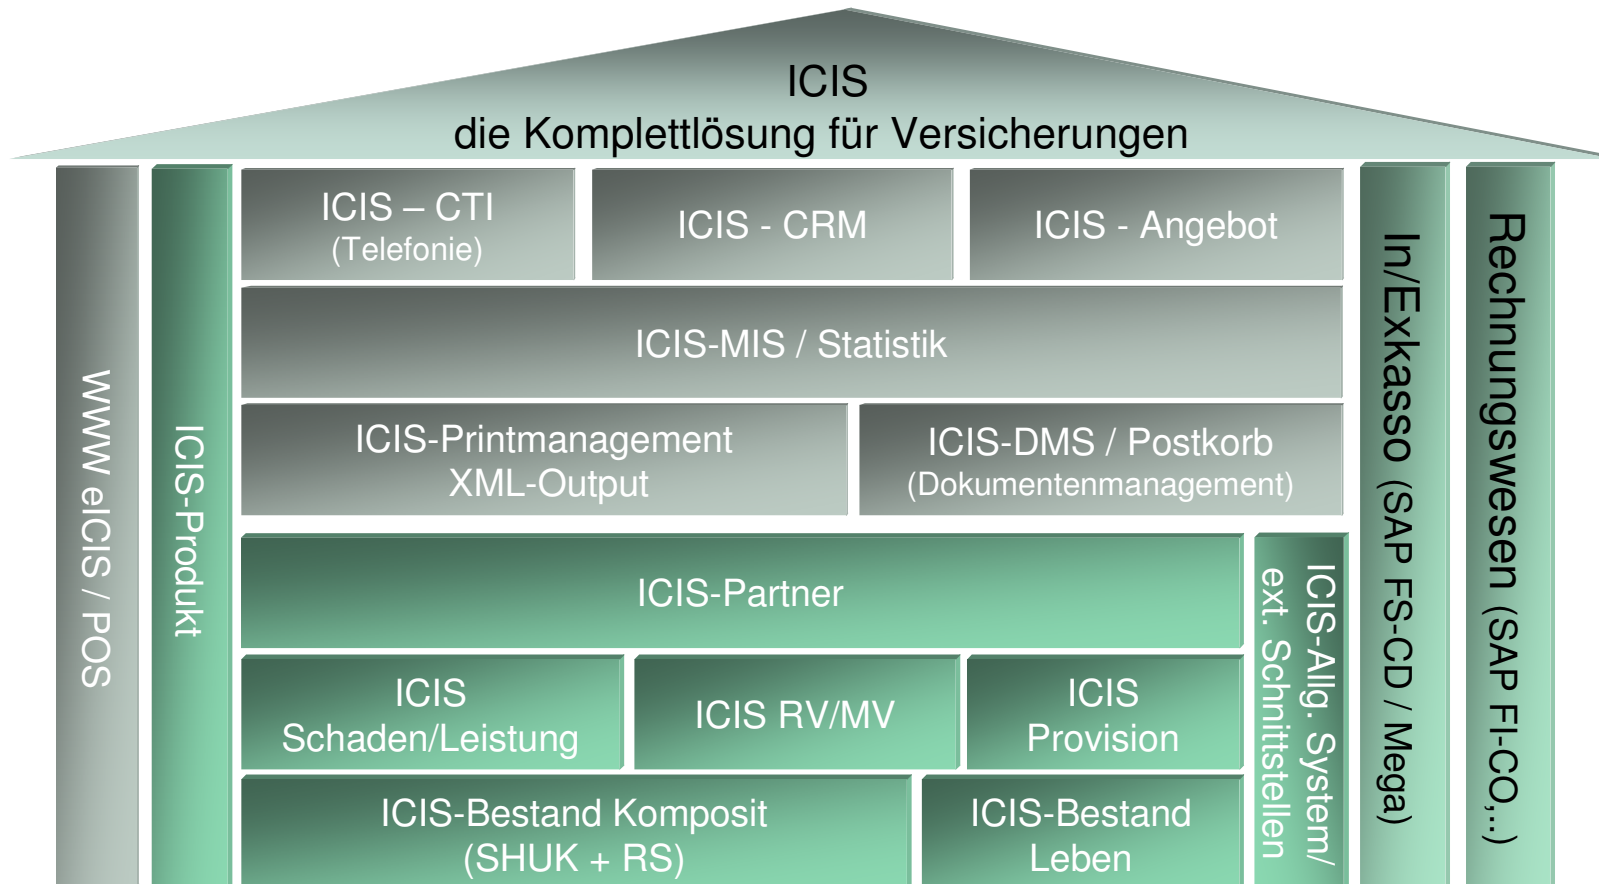 ICIS
die Komplettlösung für Versicherungen
WWW eICIS / POS
ICIS-Produkt
ICIS – CTI
(Telefonie)
ICIS - CRM
ICIS - Angebot
ICIS-MIS / Statistik
ICIS-Printmanagement
XML-Output
ICIS-DMS / Postkorb
(Dokumentenmanagement)
ICIS-Partner
ICIS
Schaden/Leistung
ICIS RV/MV
ICIS
Provision
ICIS-Bestand Komposit
(SHUK + RS)
ICIS-Bestand
Leben
ICIS-Allg. System/
ext. Schnittstellen
In/Exkasso (SAP FS-CD / Mega)
Rechnungswesen (SAP FI-CO,..)